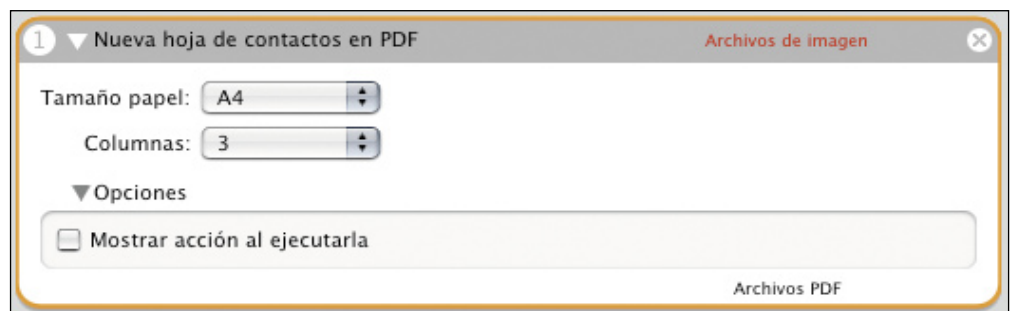 1 Nueva hoja de contactos en PDF Archivos de imagen
Tamaño papel: A4
Columnas: 3
Opciones
Mostrar acción al ejecutarla
Archivos PDF